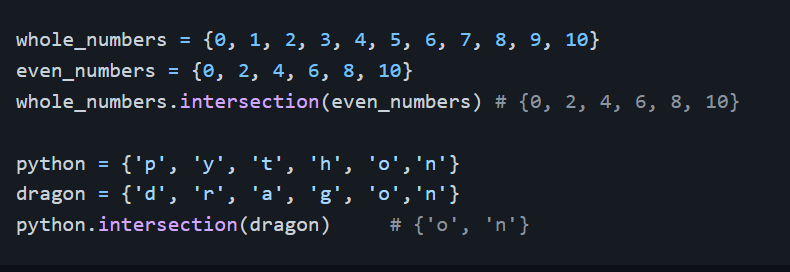 whole_numbers = {0, 1, 2, 3, 4, 5, 6, 7, 8, 9, 10}
even_numbers = {0, 2, 4, 6, 8, 10}
whole_numbers.intersection(even_numbers) # {0, 2, 4, 6, 8, 10}

python = {'p', 'y', 't', 'h', 'o','n'}
dragon = {'d', 'r', 'a', 'g', 'o','n'}
python.intersection(dragon)     # {'o', 'n'}